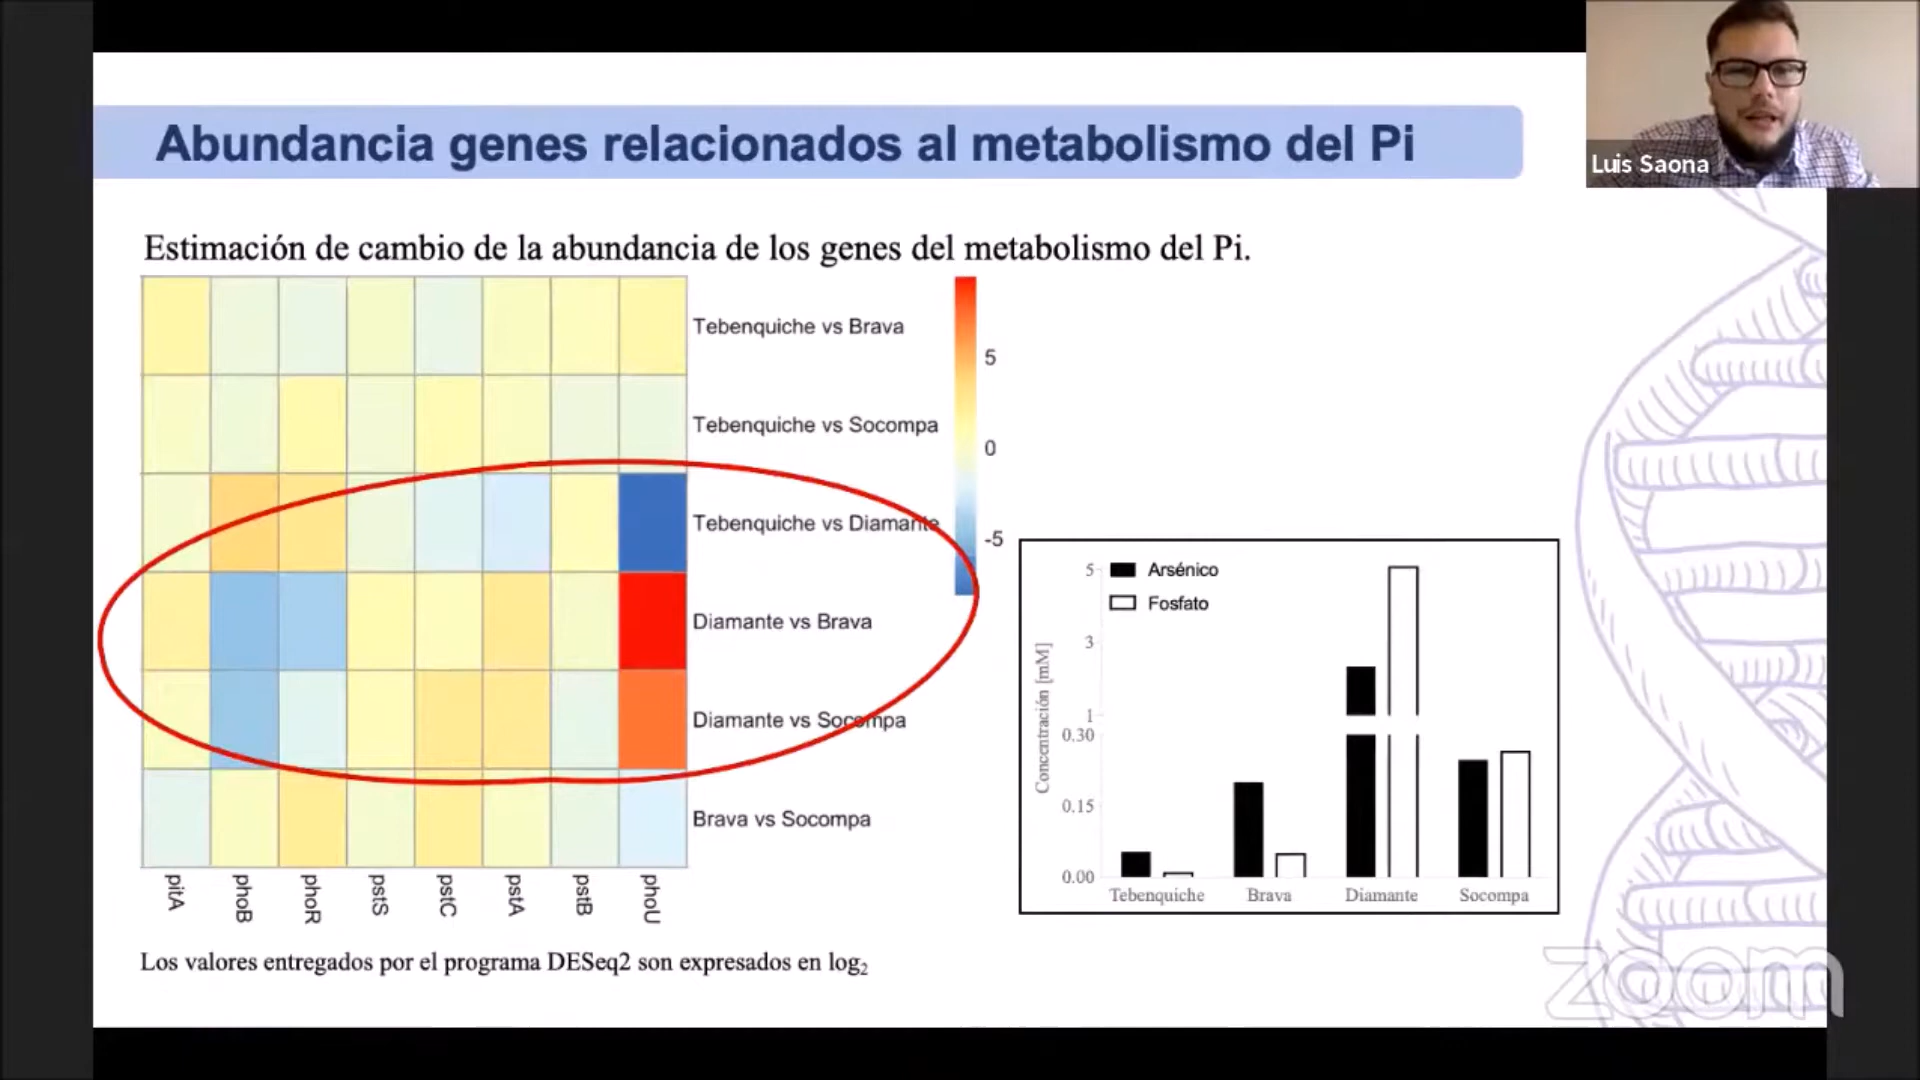 Luis Saona
Abundancia genes relacionados al metabolismo del Pi
Estimación de cambio de la abundancia de los genes del metabolismo del Pi.
Tebenquiche vs Brava
Tebenquiche vs Socompa
Tebenquiche vs Diamante
Diamante vs Brava
Diamante vs Socompa
Brava vs Socompa
5
0
-5
pitA
phoB
phoR
pstS
pstC
pstA
pstB
phoU
Los valores entregados por el programa DESeq2 son expresados en log2
Arsénico
Fosfato
Concentración [mM]
5
3
1
0.30
0.15
0.00
Tebenquiche
Brava
Diamante
Socompa
zoom